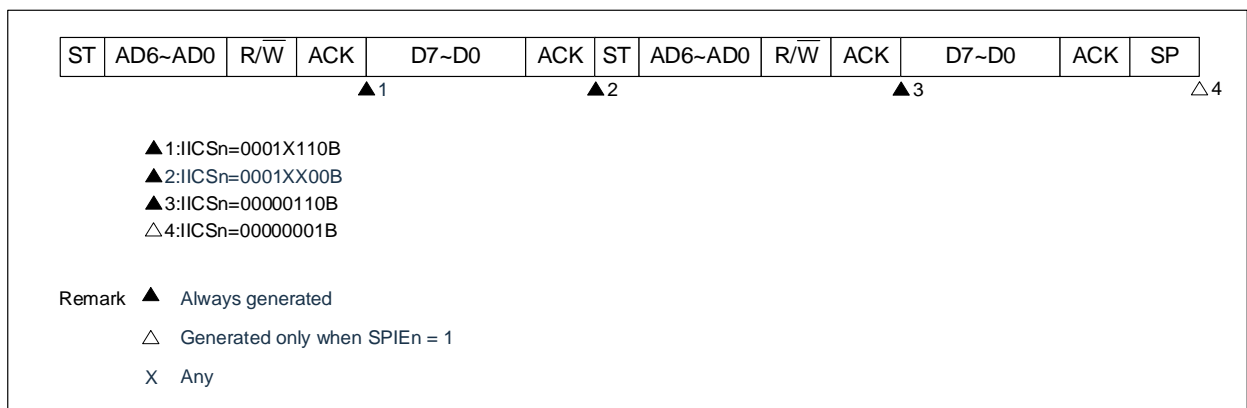 ST AD6~AD0 R/W̅ ACK D7~D0 ACK ST AD6~AD0 R/W̅ ACK D7~D0 ACK SP
▲1 ▲2 ▲3 △4
▲1:IICSn=0001X110B
▲2:IICSn=0001XX00B
▲3:IICSn=00000110B
△4:IICSn=00000001B
Remark ▲ Always generated
△ Generated only when SPIEn = 1
X Any